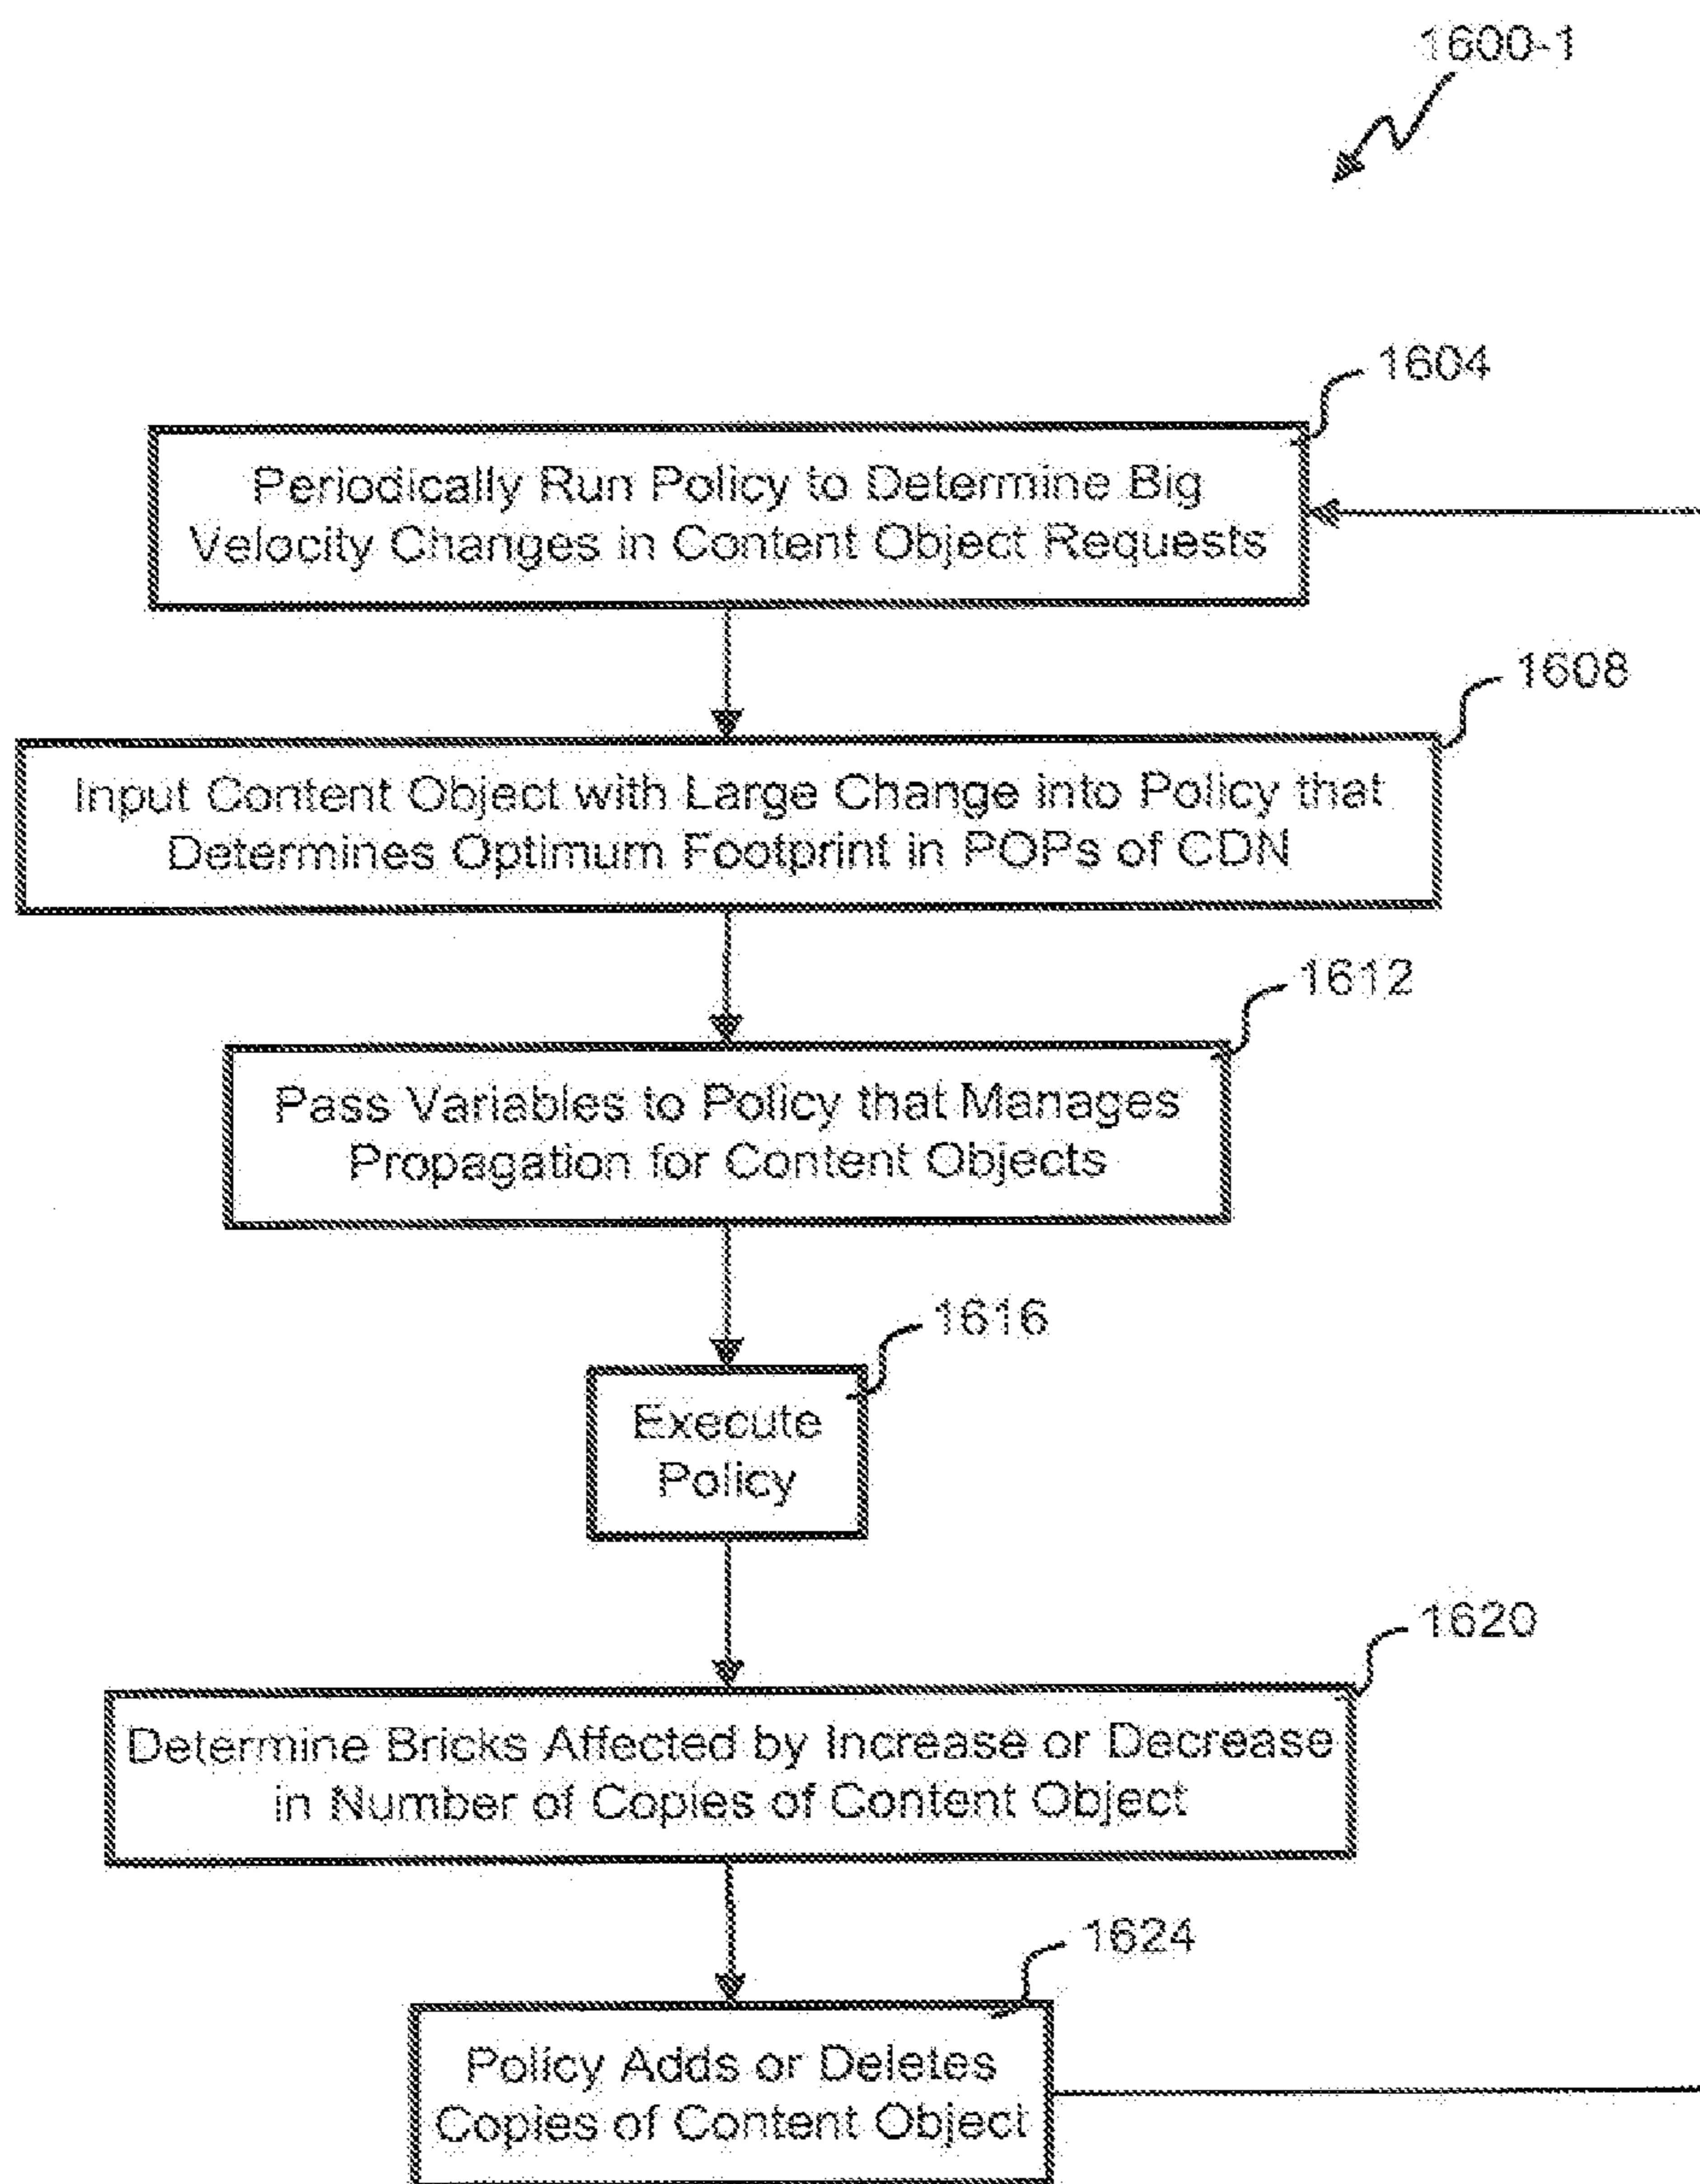 1600-1
1604
Periodically Run Policy to Determine Big
Velocity Changes in Content Object Requests
1608
Input Content Object with Large Change into Policy that
Determines Optimum Footprint in POPs of CDN
1612
Pass Variables to Policy that Manages
Propagation for Content Objects
1616
Execute
Policy
1620
Determine Bricks Affected by Increase or Decrease
in Number of Copies of Content Object
1624
Policy Adds or Deletes
Copies of Content Object